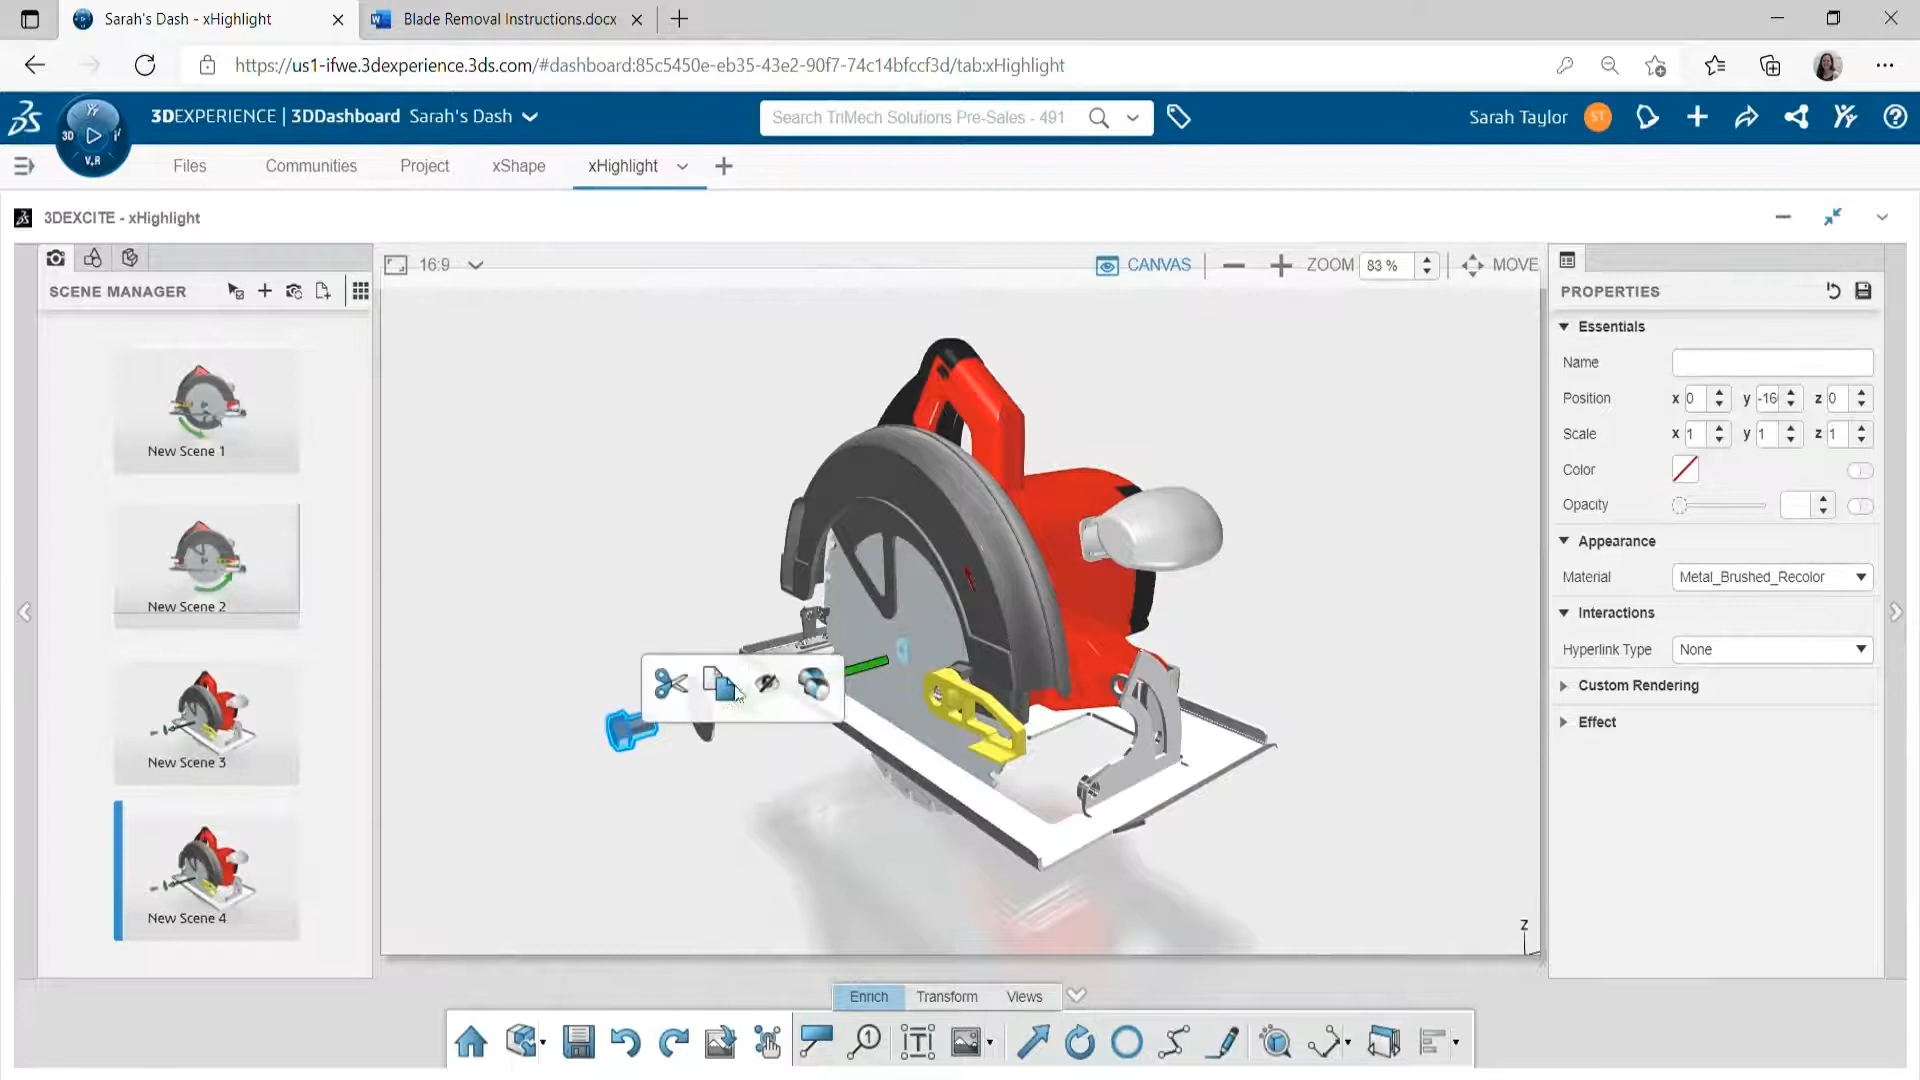 Sarah's Dash - xHighlight
Blade Removal Instructions.docx
https://us1-ifwe.3dexperience.3ds.com/#dashboard:85c5450e-eb35-43e2-90f7-74c14bfccf3d/tab:xHighlight
3DEXPERIENCE | 3DDashboard Sarah's Dash
Search TriMech Solutions Pre-Sales - 491
Sarah Taylor ST
3D
V,R
Files Communities Project xShape xHighlight
3DEXCITE - xHighlight
16:9
CANVAS
ZOOM 83 %
MOVE
SCENE MANAGER
New Scene 1
New Scene 2
New Scene 3
New Scene 4
PROPERTIES
Essentials
Name
Position x 0 y -16 z 0
Scale x 1 y 1 z 1
Color
Opacity
Appearance
Material Metal_Brushed_Recolor
Interactions
Hyperlink Type None
Custom Rendering
Effect
Z
Enrich Transform Views
1
T